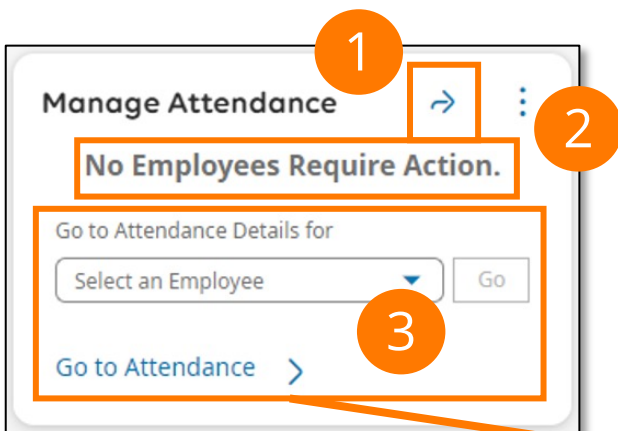 1
Manage Attendance
2
No Employees Require Action.
Go to Attendance Details for
Select an Employee
Go
3
Go to Attendance